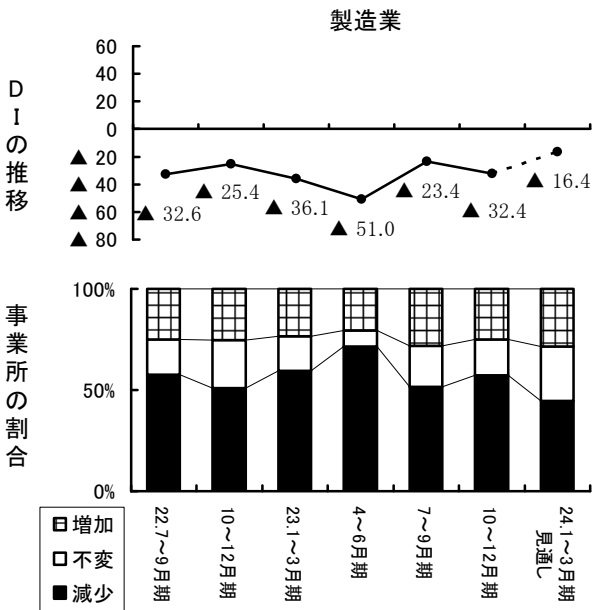 製造業
DIの推移
60
40
20
0
▲ 20
▲ 40
▲ 60
▲ 80
▲ 32.6
▲ 25.4
▲ 36.1
▲ 51.0
▲ 23.4
▲ 32.4
▲ 16.4
事業所の割合
100%
50%
0%
増加
不変
減少
22.7～9月期
10～12月期
23.1～3月期
4～6月期
7～9月期
10～12月期
24.1～3月期
見通し